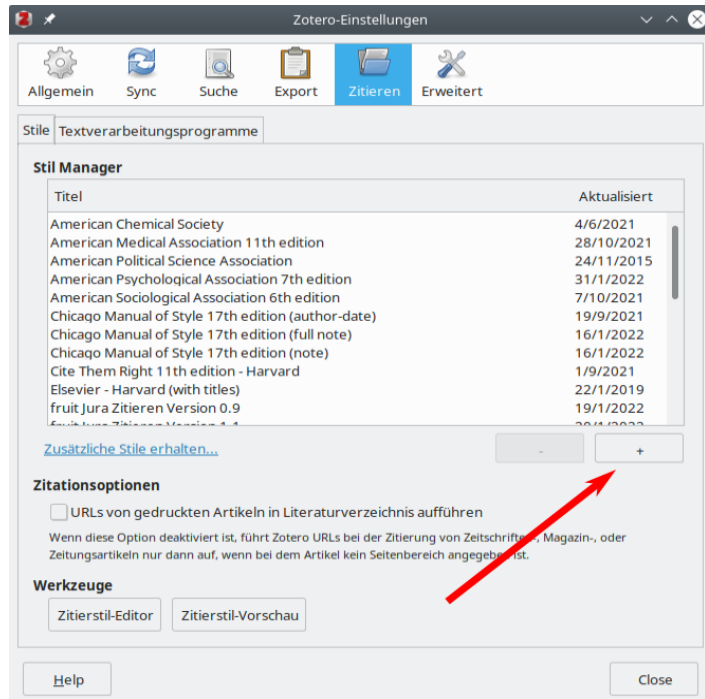 Zotero-Einstellungen
Allgemein Sync Suche Export Zitieren Erweitert
Stile Textverarbeitungsprogramme
Stil Manager
Titel Aktualisiert
American Chemical Society 4/6/2021
American Medical Association 11th edition 28/10/2021
American Political Science Association 24/11/2015
American Psychological Association 7th edition 31/1/2022
American Sociological Association 6th edition 7/10/2021
Chicago Manual of Style 17th edition (author-date) 19/9/2021
Chicago Manual of Style 17th edition (full note) 16/1/2022
Chicago Manual of Style 17th edition (note) 16/1/2022
Cite Them Right 11th edition - Harvard 1/9/2021
Elsevier - Harvard (with titles) 22/1/2019
fruit Jura Zitieren Version 0.9 19/1/2022
fruit Jura Zitieren Version
Zusätzliche Stile erhalten... - +
Zitationsoptionen
URLs von gedruckten Artikeln in Literaturverzeichnis aufführen
Wenn diese Option deaktiviert ist, führt Zotero URLs bei der Zitierung von Zeitschriften-, Magazin-, oder
Zeitungsartikeln nur dann auf, wenn bei dem Artikel kein Seitenbereich angegeben ist.
Werkzeuge
Zitierstil-Editor Zitierstil-Vorschau
Help Close